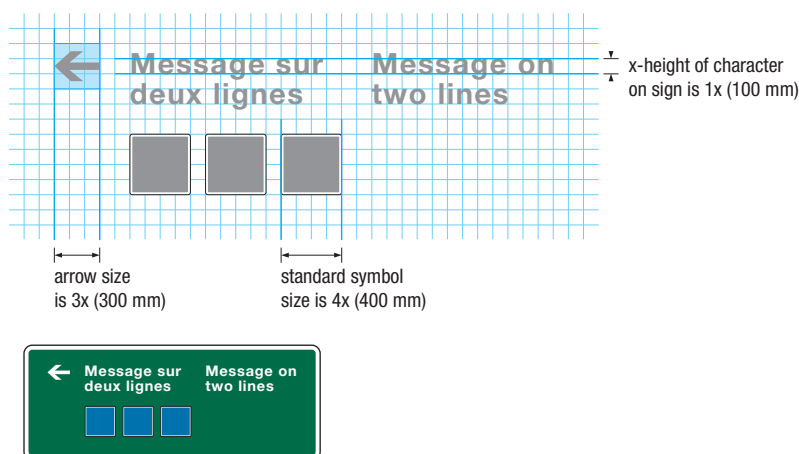 Message sur
deux lignes
Message on
two lines
x-height of character
on sign is 1x (100 mm)
arrow size
is 3x (300 mm)
standard symbol
size is 4x (400 mm)
Message sur
deux lignes
Message on
two lines